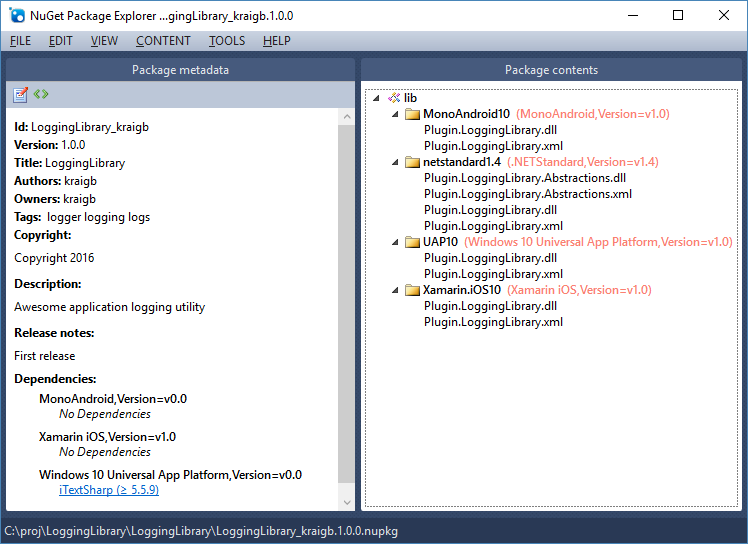 NuGet Package Explorer ...gingLibrary_kraigb.1.0.0
FILE EDIT VIEW CONTENT TOOLS HELP
Package metadata
Id: LoggingLibrary_kraigb
Version: 1.0.0
Title: LoggingLibrary
Authors: kraigb
Owners: kraigb
Tags: logger logging logs
Copyright:
Copyright 2016
Description:
Awesome application logging utility
Release notes:
First release
Dependencies:
MonoAndroid,Version=v0.0
No Dependencies
Xamarin iOS,Version=v1.0
No Dependencies
Windows 10 Universal App Platform,Version=v0.0
iTextSharp (≥ 5.5.9)
Package contents
lib
MonoAndroid10 (MonoAndroid,Version=v1.0)
Plugin.LoggingLibrary.dll
Plugin.LoggingLibrary.xml
netstandard1.4 (.NETStandard,Version=v1.4)
Plugin.LoggingLibrary.Abstractions.dll
Plugin.LoggingLibrary.Abstractions.xml
Plugin.LoggingLibrary.dll
Plugin.LoggingLibrary.xml
UAP10 (Windows 10 Universal App Platform,Version=v1.0)
Plugin.LoggingLibrary.dll
Plugin.LoggingLibrary.xml
Xamarin.iOS10 (Xamarin iOS,Version=v1.0)
Plugin.LoggingLibrary.dll
Plugin.LoggingLibrary.xml
C:\proj\LoggingLibrary\LoggingLibrary\LoggingLibrary_kraigb.1.0.0.nupkg